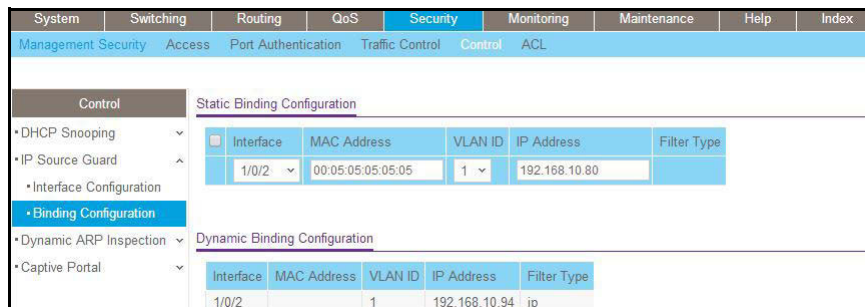 System Switching Routing QoS Security Monitoring Maintenance Help Index
Management Security Access Port Authentication Traffic Control Control ACL
Control
Static Binding Configuration
DHCP Snooping
Interface MAC Address VLAN ID IP Address Filter Type
IP Source Guard
1/0/2 00:05:05:05:05:05 1 192.168.10.80
Interface Configuration
Binding Configuration
Dynamic ARP Inspection
Dynamic Binding Configuration
Captive Portal
Interface MAC Address VLAN ID IP Address Filter Type
1/0/2 1 192.168.10.94 ip